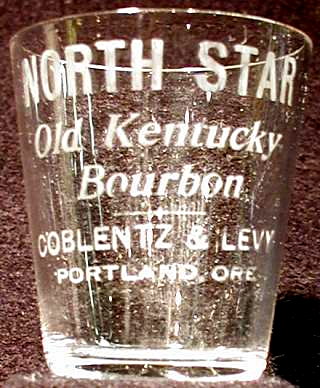 NORTH STAR
Old Kentucky
Bourbon
COBLENTZ & LEVY
PORTLAND, ORE.